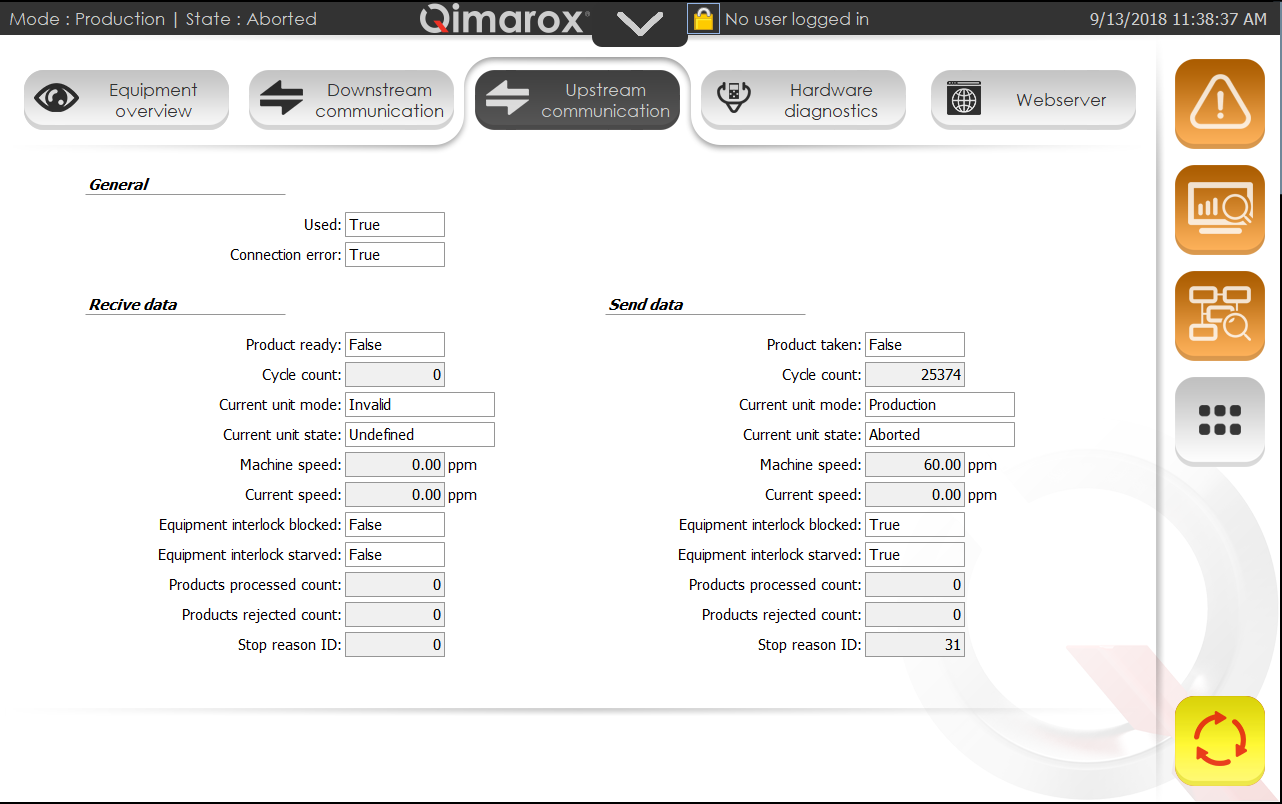 Mode : Production | State : Aborted
Qimarox
No user logged in
9/13/2018 11:38:37 AM
Equipment
overview
Downstream
communication
Upstream
communication
Hardware
diagnostics
Webserver
General
Used: True
Connection error: True
Recive data
Product ready: False
Cycle count: 0
Current unit mode: Invalid
Current unit state: Undefined
Machine speed: 0.00 ppm
Current speed: 0.00 ppm
Equipment interlock blocked: False
Equipment interlock starved: False
Products processed count: 0
Products rejected count: 0
Stop reason ID: 0
Send data
Product taken: False
Cycle count: 25374
Current unit mode: Production
Current unit state: Aborted
Machine speed: 60.00 ppm
Current speed: 0.00 ppm
Equipment interlock blocked: True
Equipment interlock starved: True
Products processed count: 0
Products rejected count: 0
Stop reason ID: 31